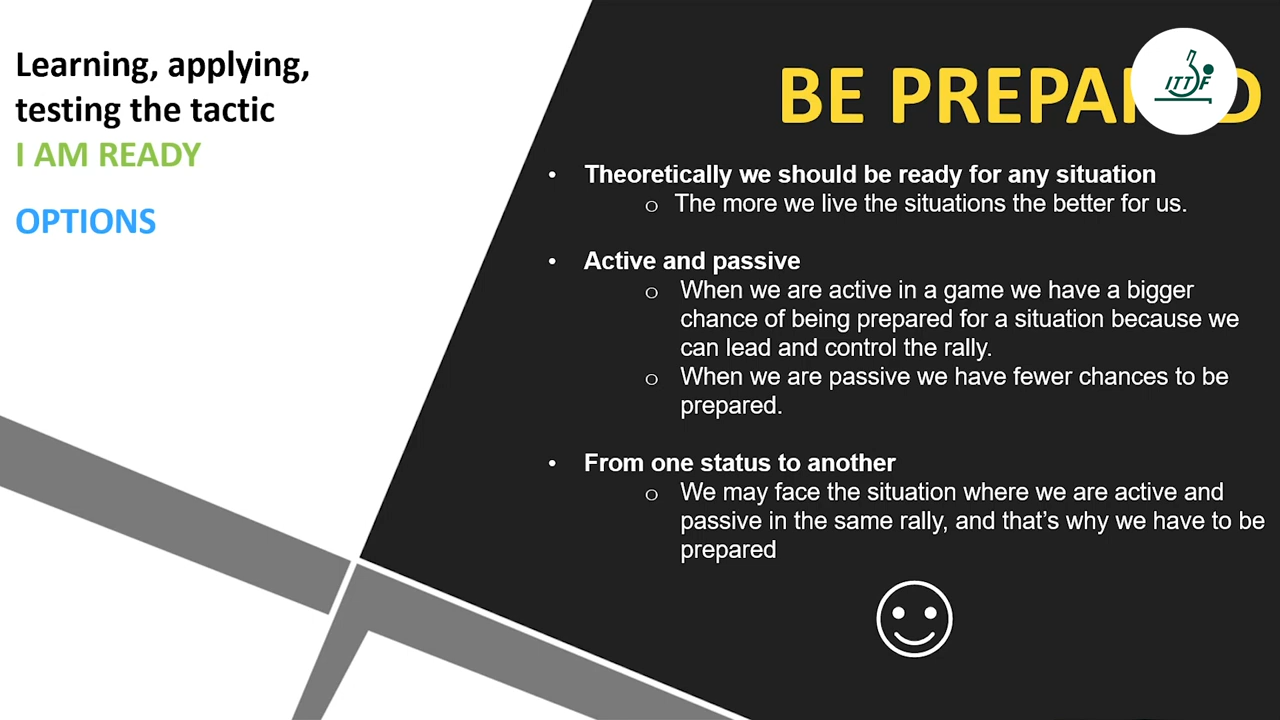 Learning, applying,
testing the tactic
I AM READY
OPTIONS
BE PREPA D
ITTF
• Theoretically we should be ready for any situation
o The more we live the situations the better for us.
• Active and passive
o When we are active in a game we have a bigger
chance of being prepared for a situation because we
can lead and control the rally.
o When we are passive we have fewer chances to be
prepared.
• From one status to another
o We may face the situation where we are active and
passive in the same rally, and that's why we have to be
prepared